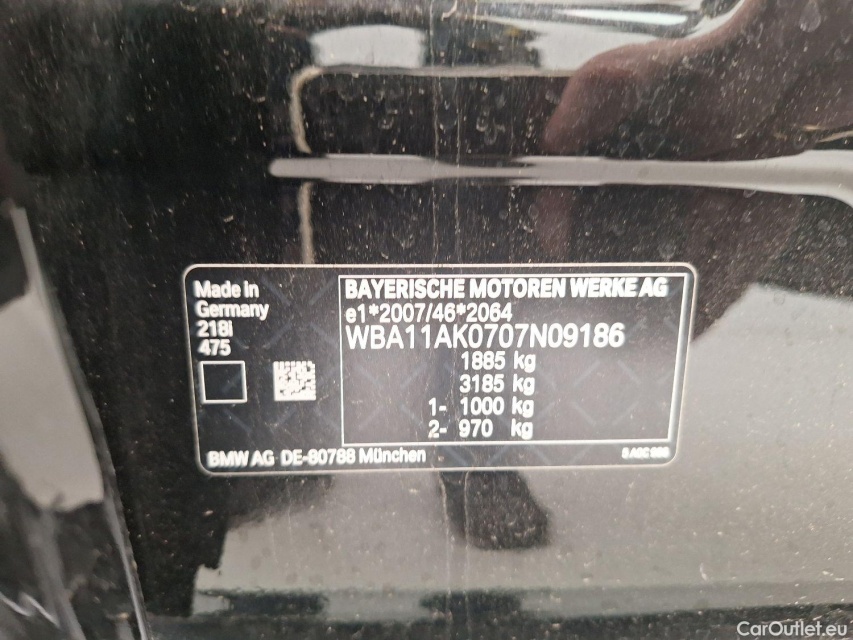 Made in
Germany
218i
475
BAYERISCHE MOTOREN WERKE AG
e1*2007/46*2064
WBA11AK0707N09186
1885 kg
3185 kg
1- 1000 kg
2- 970 kg
BMW AG DE-80788 München
CarOutlet.eu